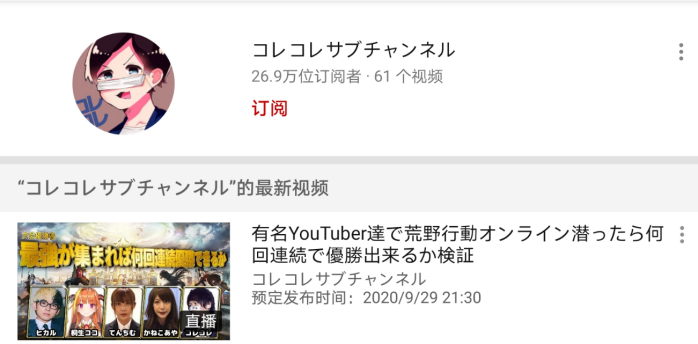 コレコレサブチャンネル
26.9万位订阅者 · 61 个视频
订阅
コレコレ
“コレコレサブチャンネル”的最新视频
最強が集まれば何回連続優勝できるか
ヒカル 桐生ココ てんちむ かねこあや コレコレ
直播
有名YouTuber達で荒野行動オンライン潜ったら何
回連続で優勝出来るか検証
コレコレサブチャンネル
预定发布时间：2020/9/29 21:30